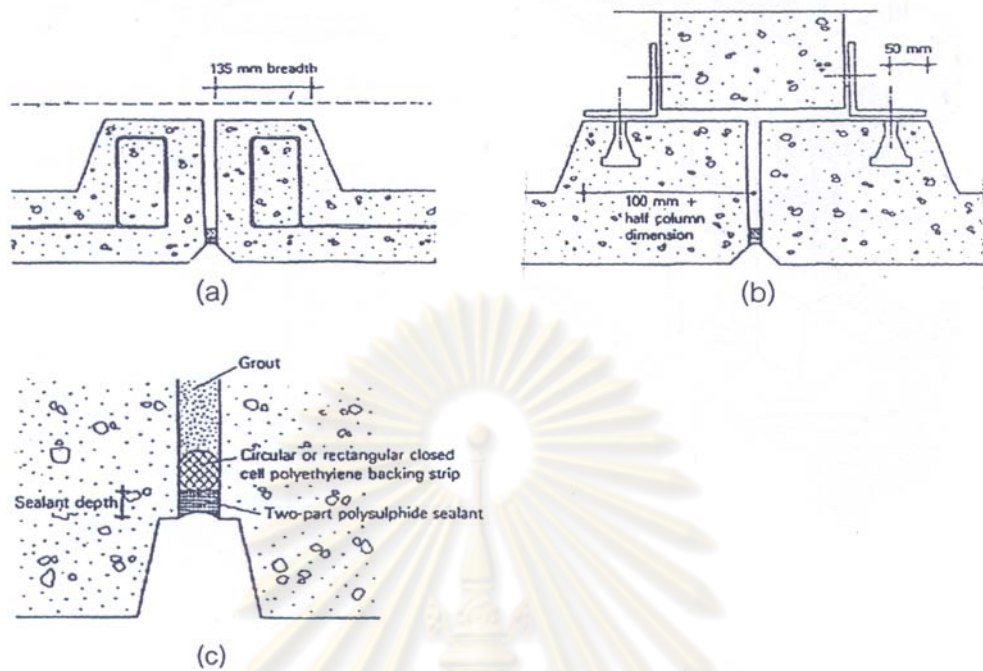 135 mm breadth
(a)
50 mm
100 mm +
half column
dimension
(b)
Grout
Circular or rectangular closed
cell polyethylene backing strip
Sealant depth
Two-part polysulphide sealant
(c)